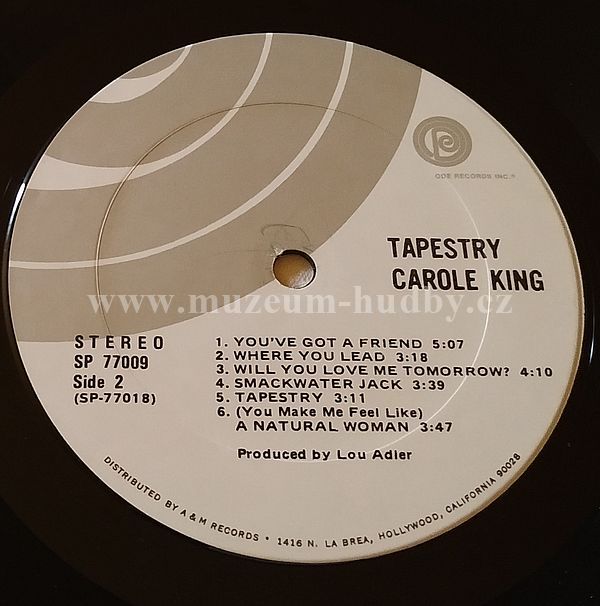 ODE RECORDS INC.®
TAPESTRY
CAROLE KING
www.muzeum-hudby.cz
STEREO
SP 77009
Side 2
(SP-77018)
1. YOU'VE GOT A FRIEND 5:07
2. WHERE YOU LEAD 3:18
3. WILL YOU LOVE ME TOMORROW? 4:10
4. SMACKWATER JACK 3:39
5. TAPESTRY 3:11
6. (You Make Me Feel Like)
A NATURAL WOMAN 3:47
Produced by Lou Adler
DISTRIBUTED BY A & M RECORDS • 1416 N. LA BREA, HOLLYWOOD, CALIFORNIA 90028